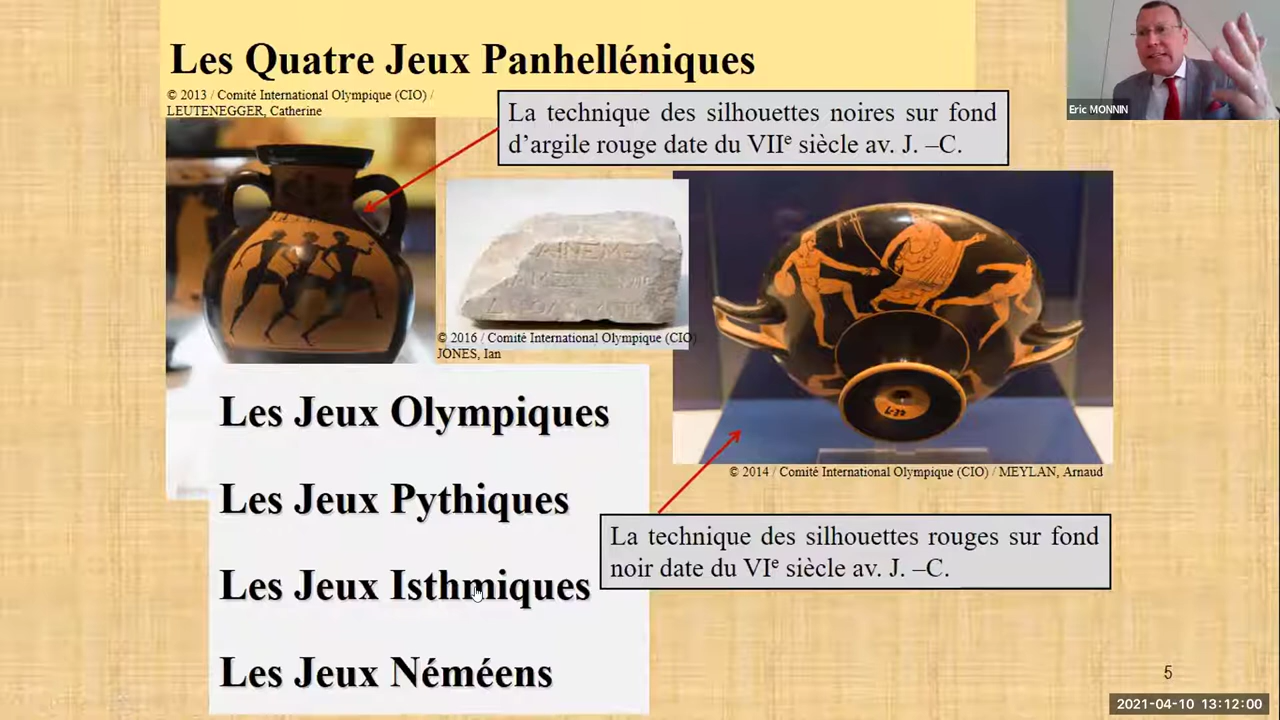 Les Quatre Jeux Panhelléniques
© 2013 / Comité International Olympique (CIO) /
LEUTENEGGER, Catherine
Eric MONNIN
La technique des silhouettes noires sur fond
d’argile rouge date du VIIᵉ siècle av. J. –C.
© 2016 / Comité International Olympique (CIO)
JONES, Ian
© 2014 / Comité International Olympique (CIO) / MEYLAN, Arnaud
Les Jeux Olympiques
Les Jeux Pythiques
Les Jeux Isthmiques
Les Jeux Néméens
La technique des silhouettes rouges sur fond
noir date du VIᵉ siècle av. J. –C.
5
2021-04-10 13:12:00